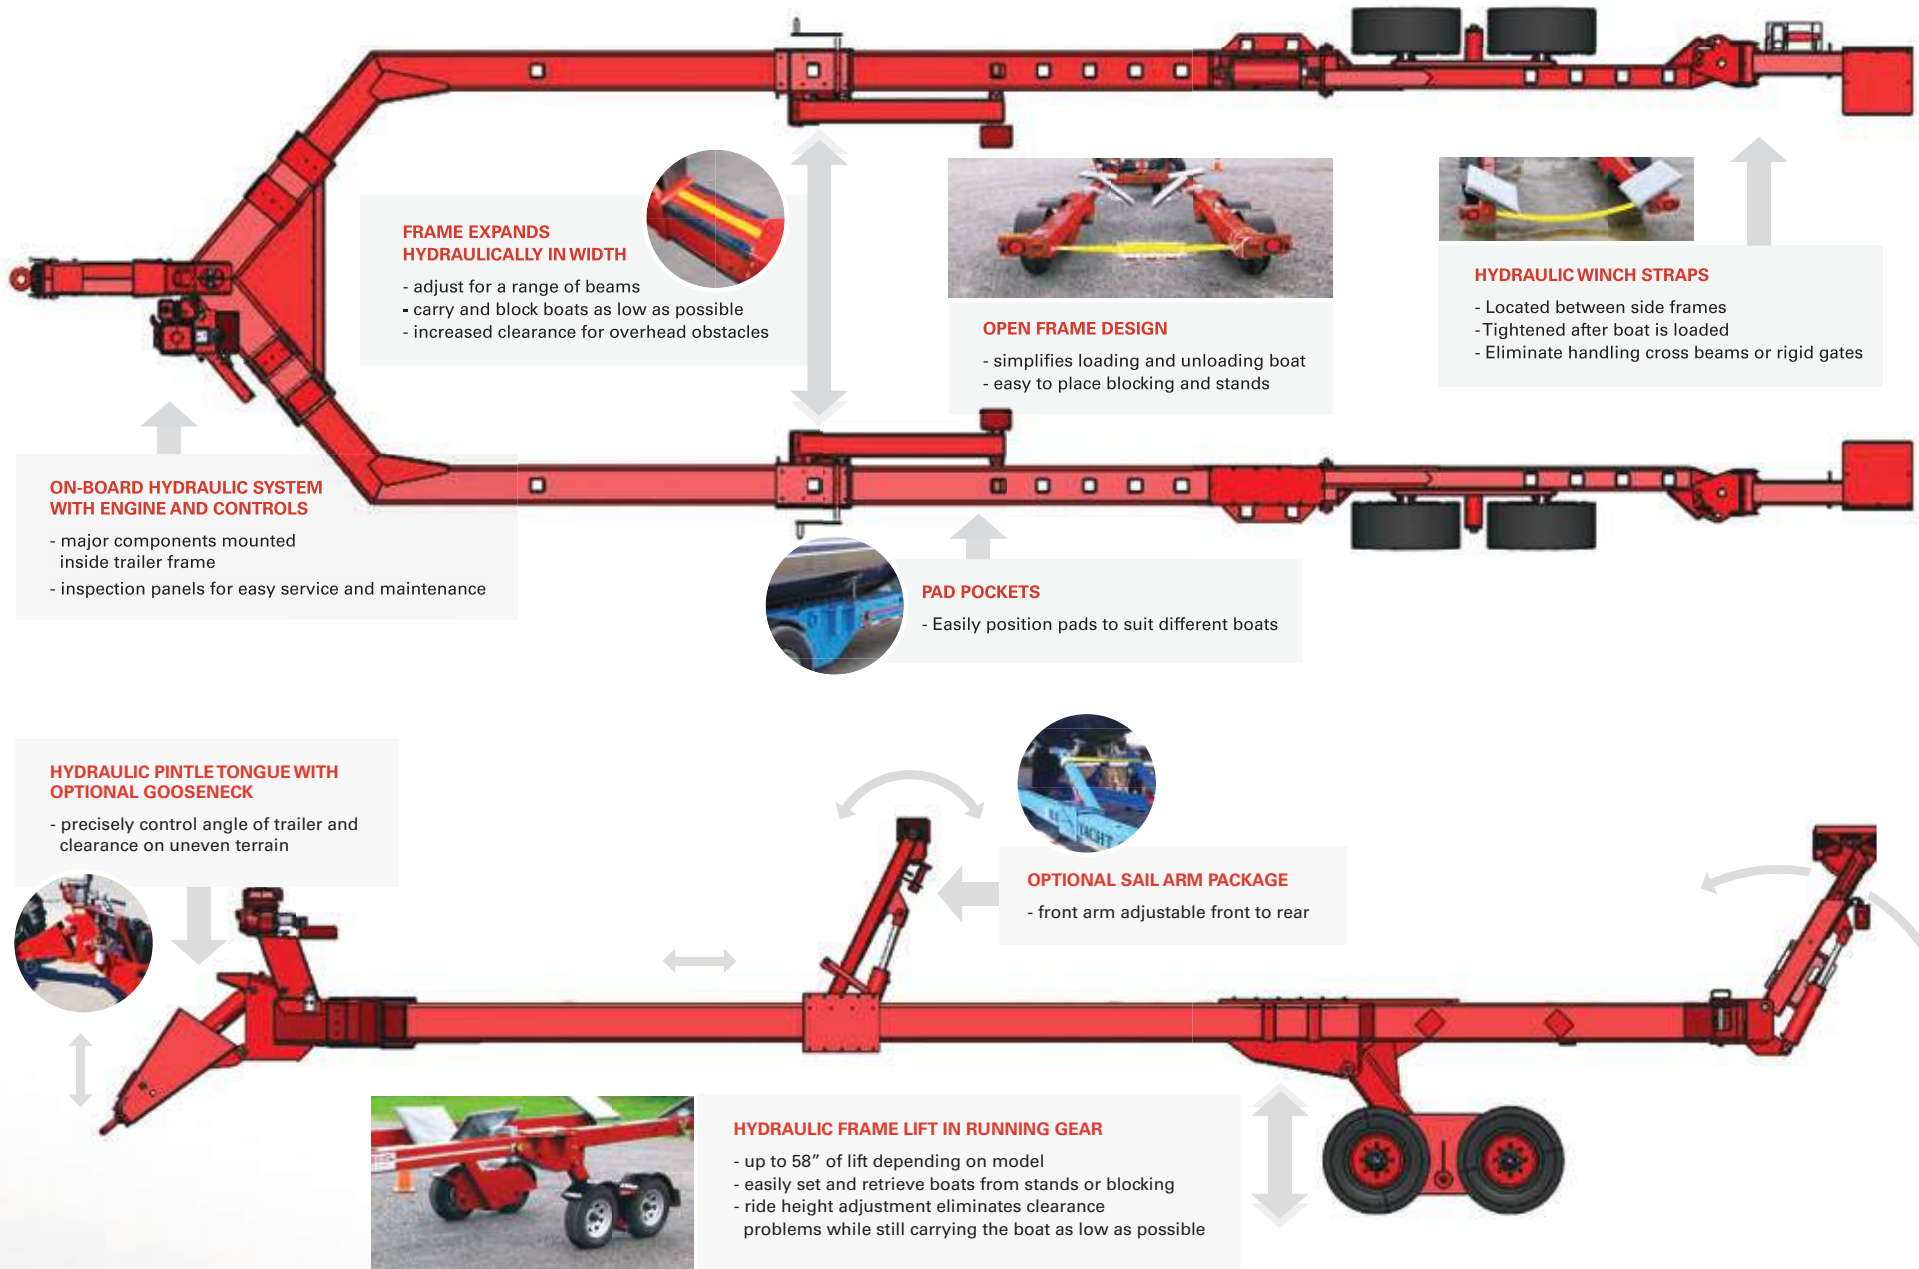 FRAME EXPANDS
HYDRAULICALLY IN WIDTH
- adjust for a range of beams
- carry and block boats as low as possible
- increased clearance for overhead obstacles
OPEN FRAME DESIGN
- simplifies loading and unloading boat
- easy to place blocking and stands
HYDRAULIC WINCH STRAPS
- Located between side frames
- Tightened after boat is loaded
- Eliminate handling cross beams or rigid gates
ON-BOARD HYDRAULIC SYSTEM
WITH ENGINE AND CONTROLS
- major components mounted
inside trailer frame
- inspection panels for easy service and maintenance
PAD POCKETS
- Easily position pads to suit different boats
HYDRAULIC PINTLE TONGUE WITH
OPTIONAL GOOSENECK
- precisely control angle of trailer and
clearance on uneven terrain
YACHT
OPTIONAL SAIL ARM PACKAGE
- front arm adjustable front to rear
HYDRAULIC FRAME LIFT IN RUNNING GEAR
- up to 58” of lift depending on model
- easily set and retrieve boats from stands or blocking
- ride height adjustment eliminates clearance
problems while still carrying the boat as low as possible